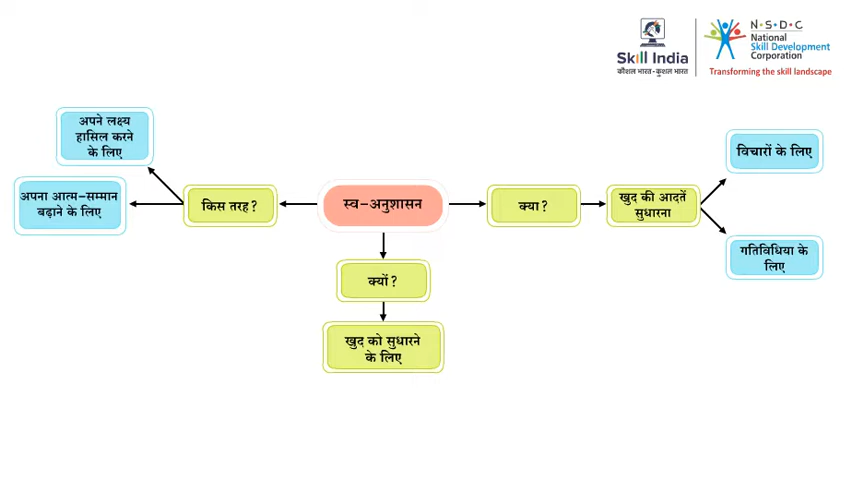 N·S·D·C
National
Skill Development
Corporation
Transforming the skill landscape
Skill India
कौशल भारत-कुशल भारत
अपने लक्ष्य
हासिल करने
के लिए
अपना आत्म-सम्मान
बढ़ाने के लिए
किस तरह?
स्व-अनुशासन
क्या?
खुद की आदतें
सुधारना
विचारों के लिए
गतिविधिया के
लिए
क्यों?
खुद को सुधारने
के लिए